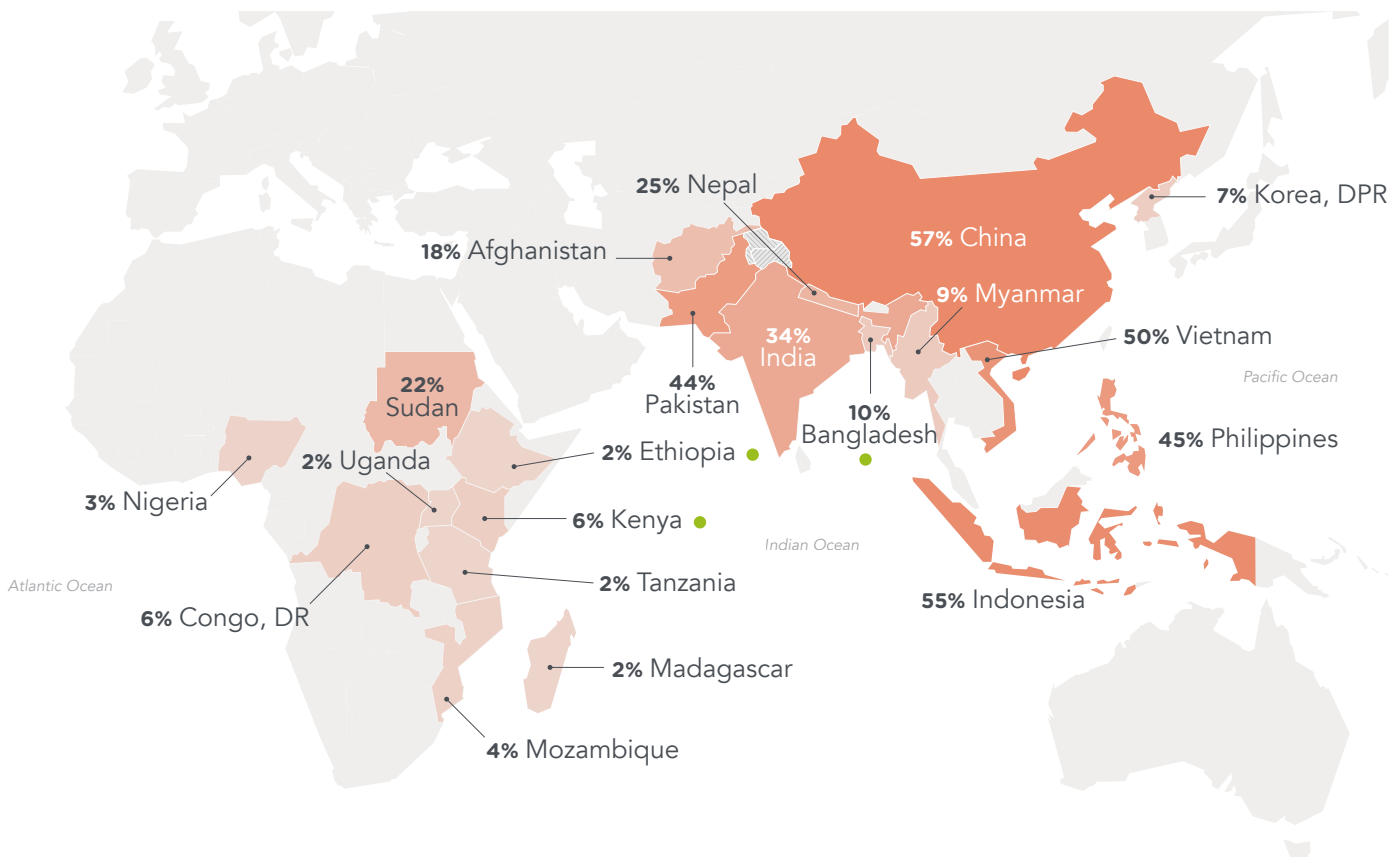 25% Nepal
7% Korea, DPR
57% China
18% Afghanistan
9% Myanmar
50% Vietnam
34%
India
Pacific Ocean
22%
Sudan
44%
Pakistan
10%
Bangladesh
45% Philippines
2% Ethiopia
2% Uganda
3% Nigeria
6% Kenya
Indian Ocean
2% Tanzania
Atlantic Ocean
55% Indonesia
6% Congo, DR
2% Madagascar
4% Mozambique